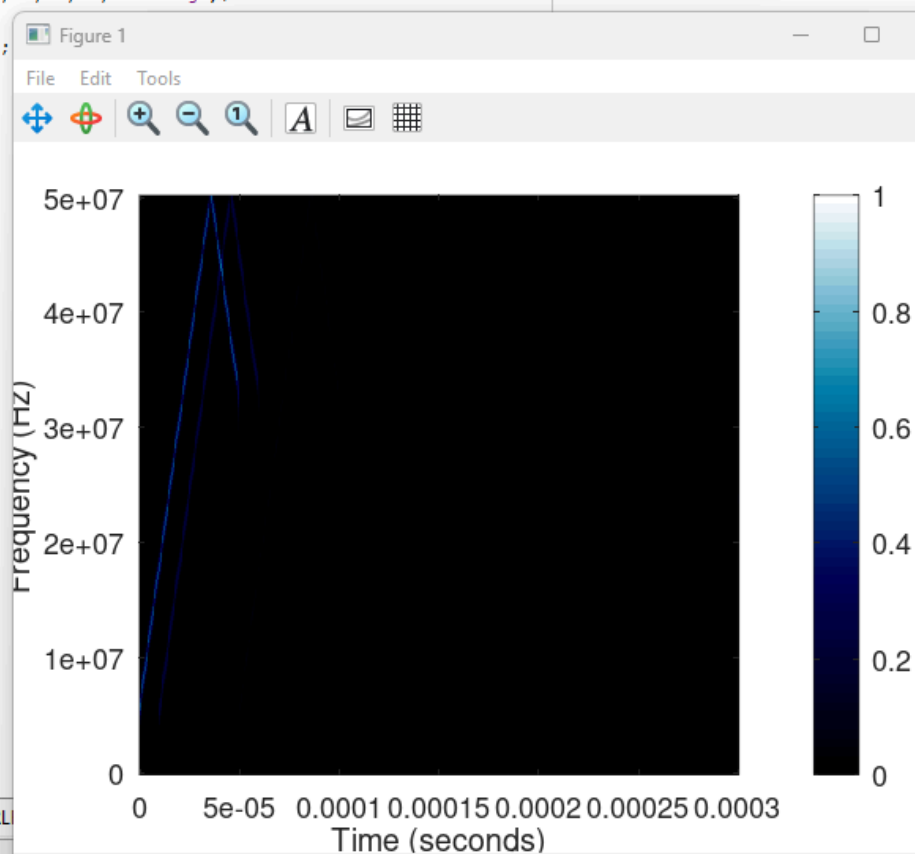 Figure 1
File Edit Tools
5e+07
4e+07
3e+07
2e+07
1e+07
0
Frequency (Hz)
0 5e-05 0.0001 0.00015 0.0002 0.00025 0.0003
Time (seconds)
1
0.8
0.6
0.4
0.2
0